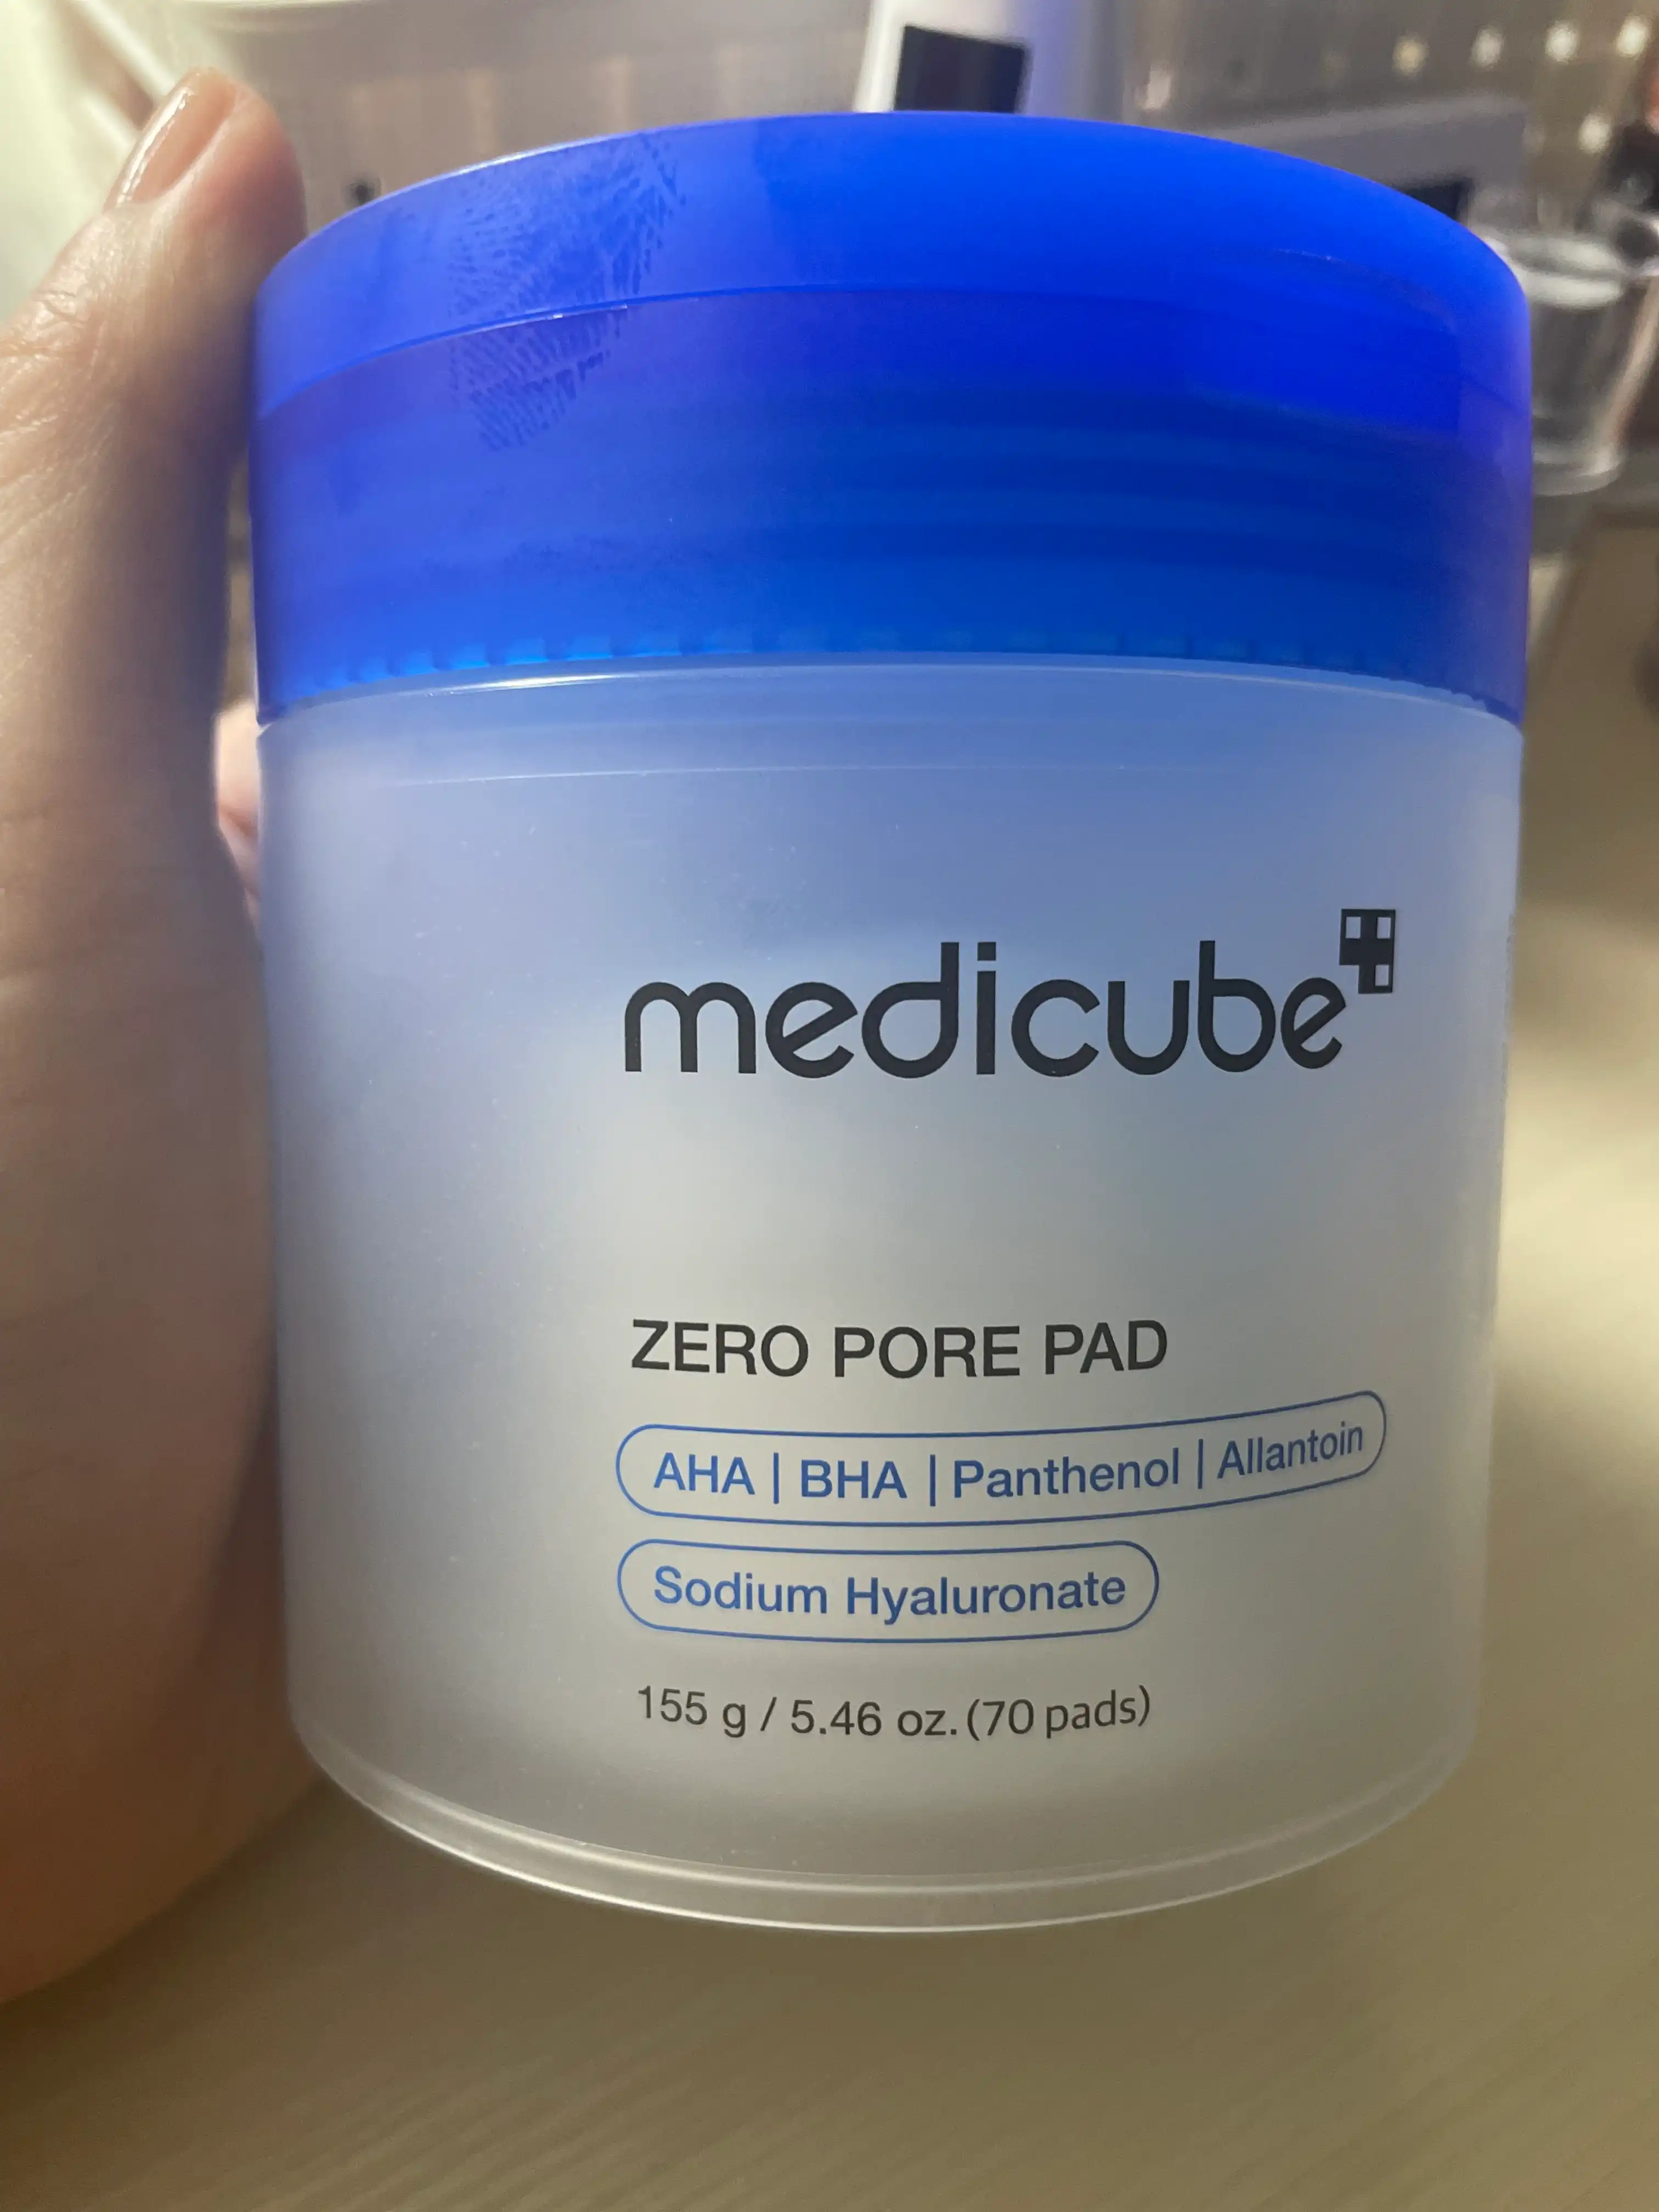 medicube
ZERO PORE PAD
AHA | BHA | Panthenol | Allantoin
Sodium Hyaluronate
155 g / 5.46 oz. (70 pads)